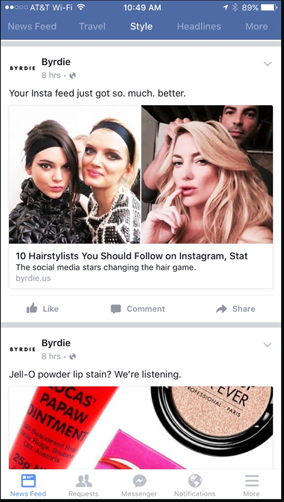 AT&T Wi-Fi 10:49 AM 89%
News Feed Travel Style Headlines More
BYRDIE
Byrdie
8 hrs ·
Your Insta feed just got so. much. better.
10 Hairstylists You Should Follow on Instagram, Stat
The social media stars changing the hair game.
byrdie.us
Like Comment Share
BYRDIE
Byrdie
8 hrs ·
Jell-O powder lip stain? We're listening.
LUCAS'
PAPAW
OINTMENT
25g
EVER
PROFESSIONAL - PARIS
News Feed Requests Messenger Notifications More